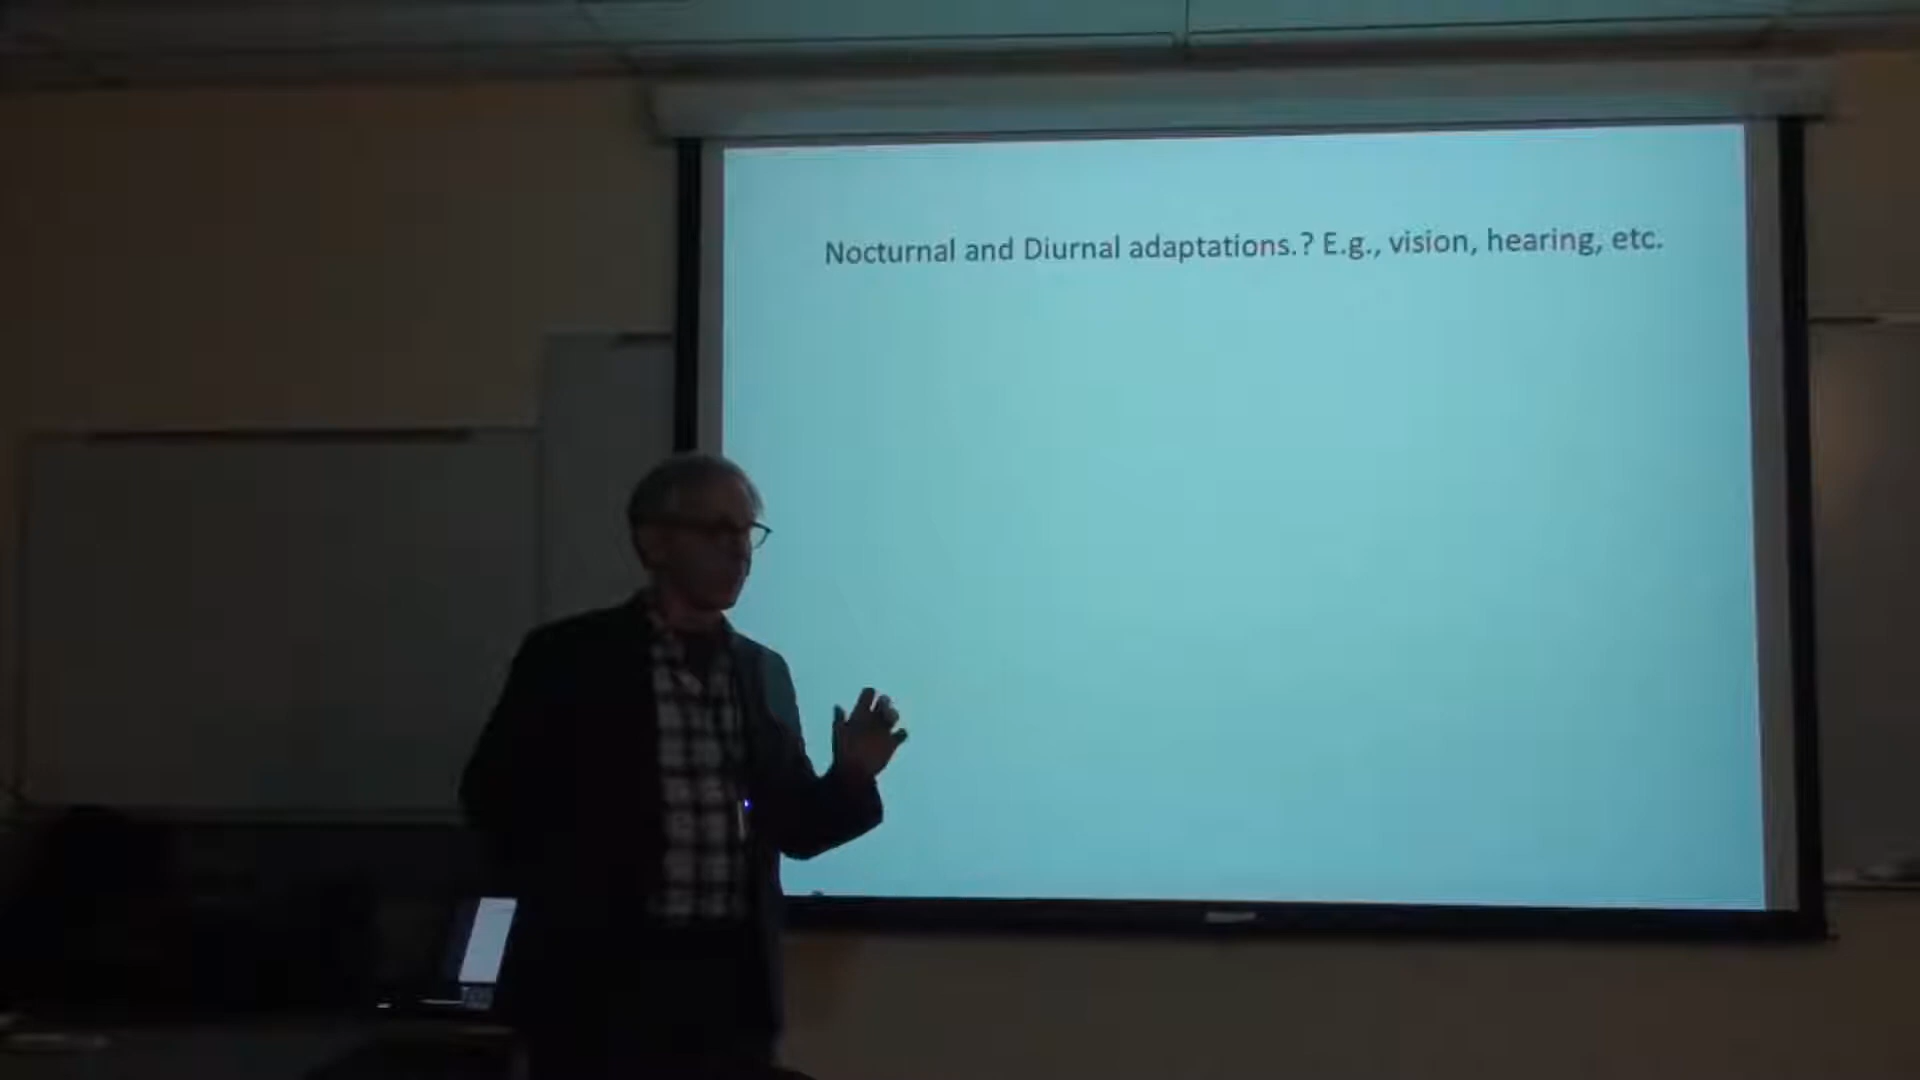 Nocturnal and Diurnal adaptations.? E.g., vision, hearing, etc.